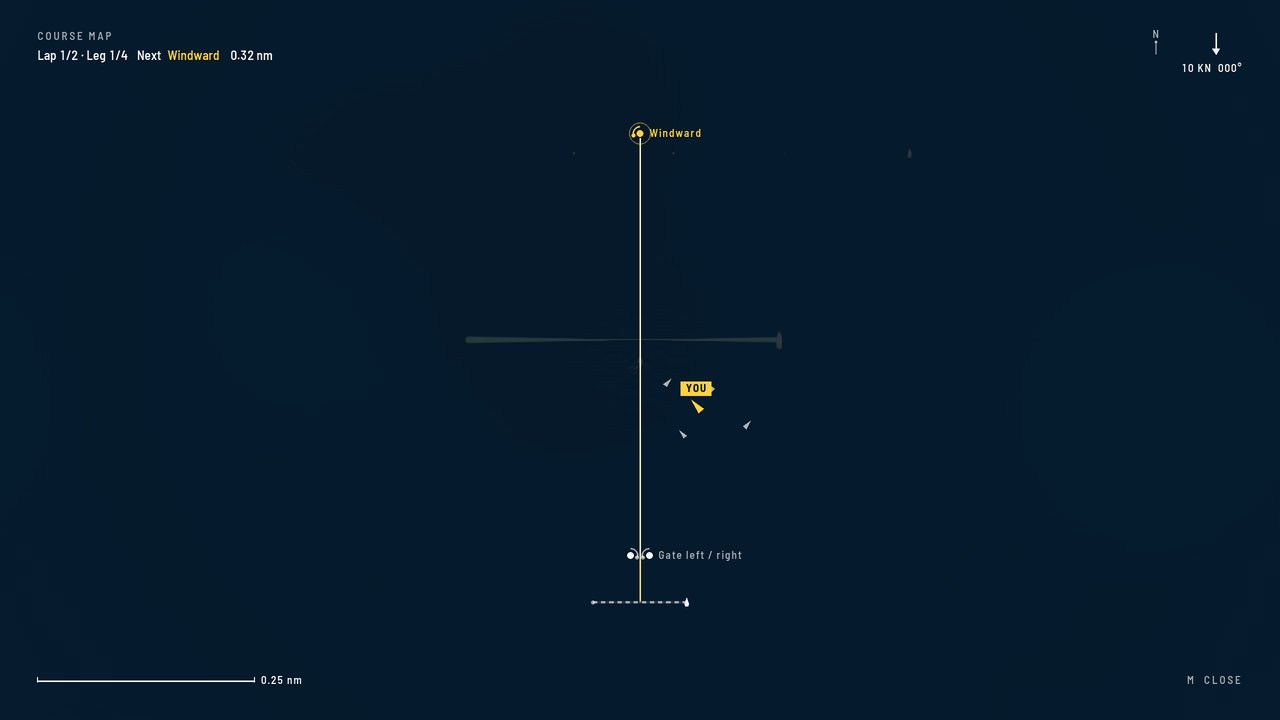 COURSE MAP
Lap 1/2 · Leg 1/4 Next Windward 0.32 nm
N
10 KN 000°
Windward
YOU
Gate left / right
0.25 nm
M CLOSE